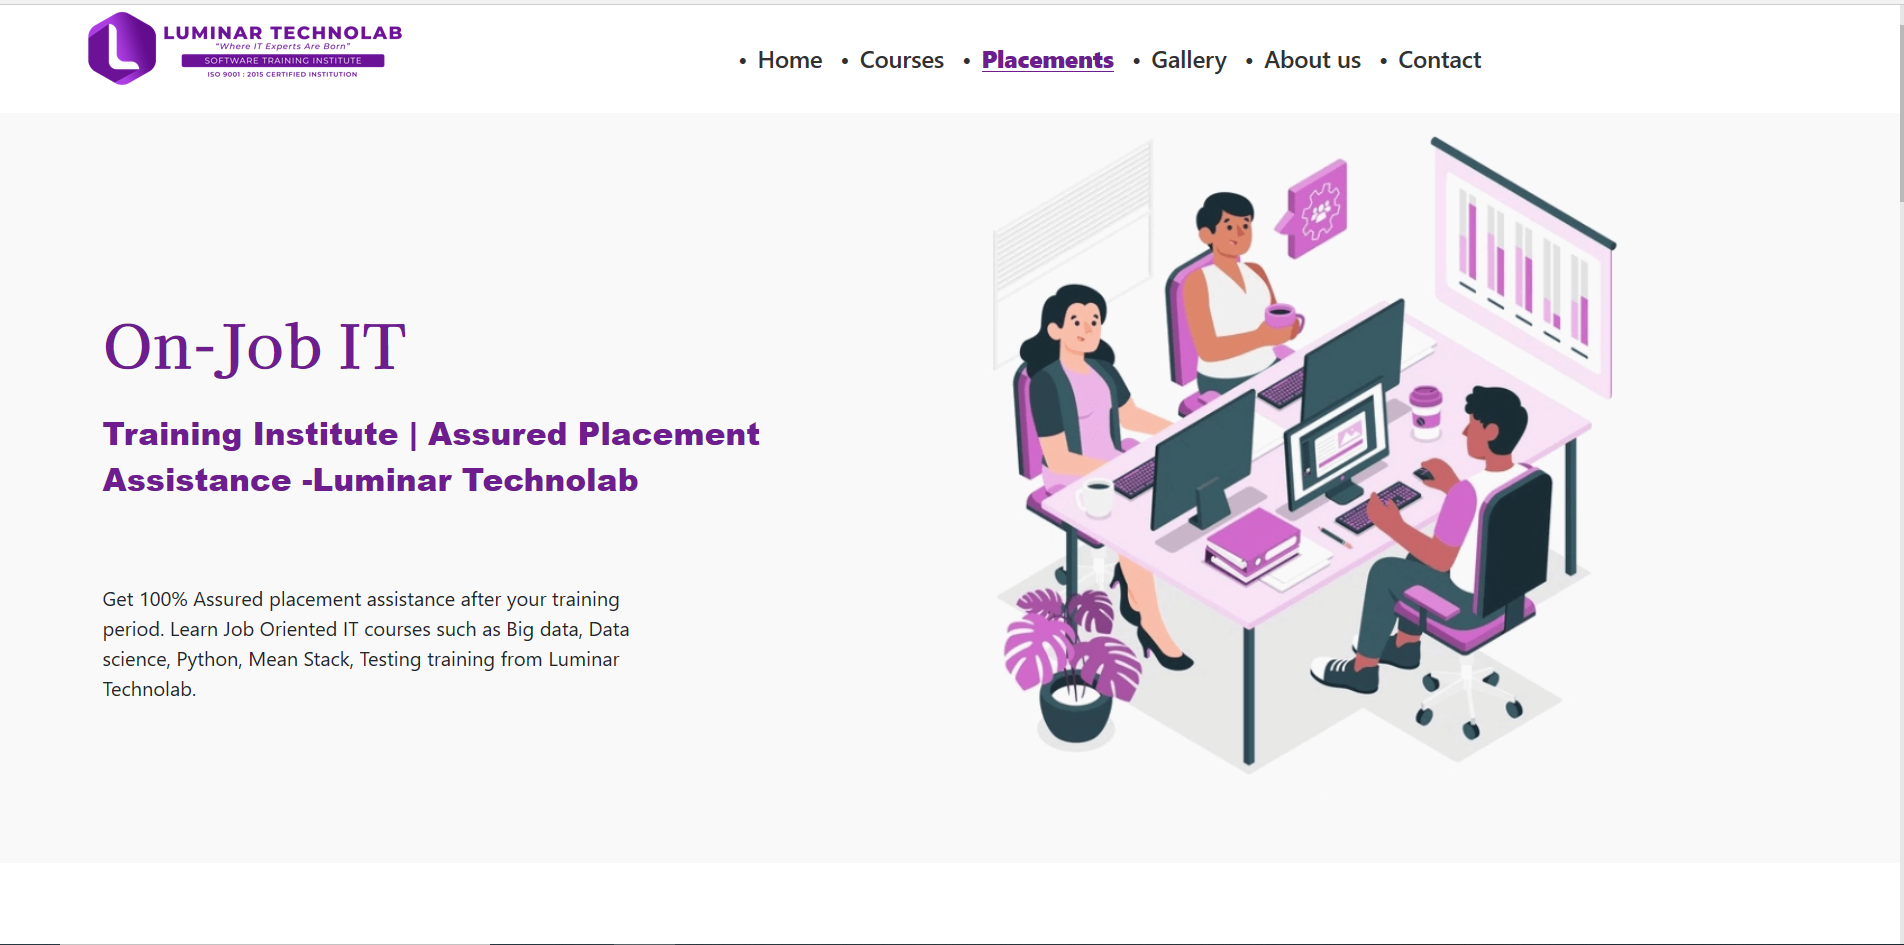 LUMINAR TECHNOLAB
"Where IT Experts Are Born"
SOFTWARE TRAINING INSTITUTE
ISO 9001 : 2015 CERTIFIED INSTITUTION
• Home • Courses • Placements • Gallery • About us • Contact
On-Job IT
Training Institute | Assured Placement
Assistance -Luminar Technolab
Get 100% Assured placement assistance after your training
period. Learn Job Oriented IT courses such as Big data, Data
science, Python, Mean Stack, Testing training from Luminar
Technolab.